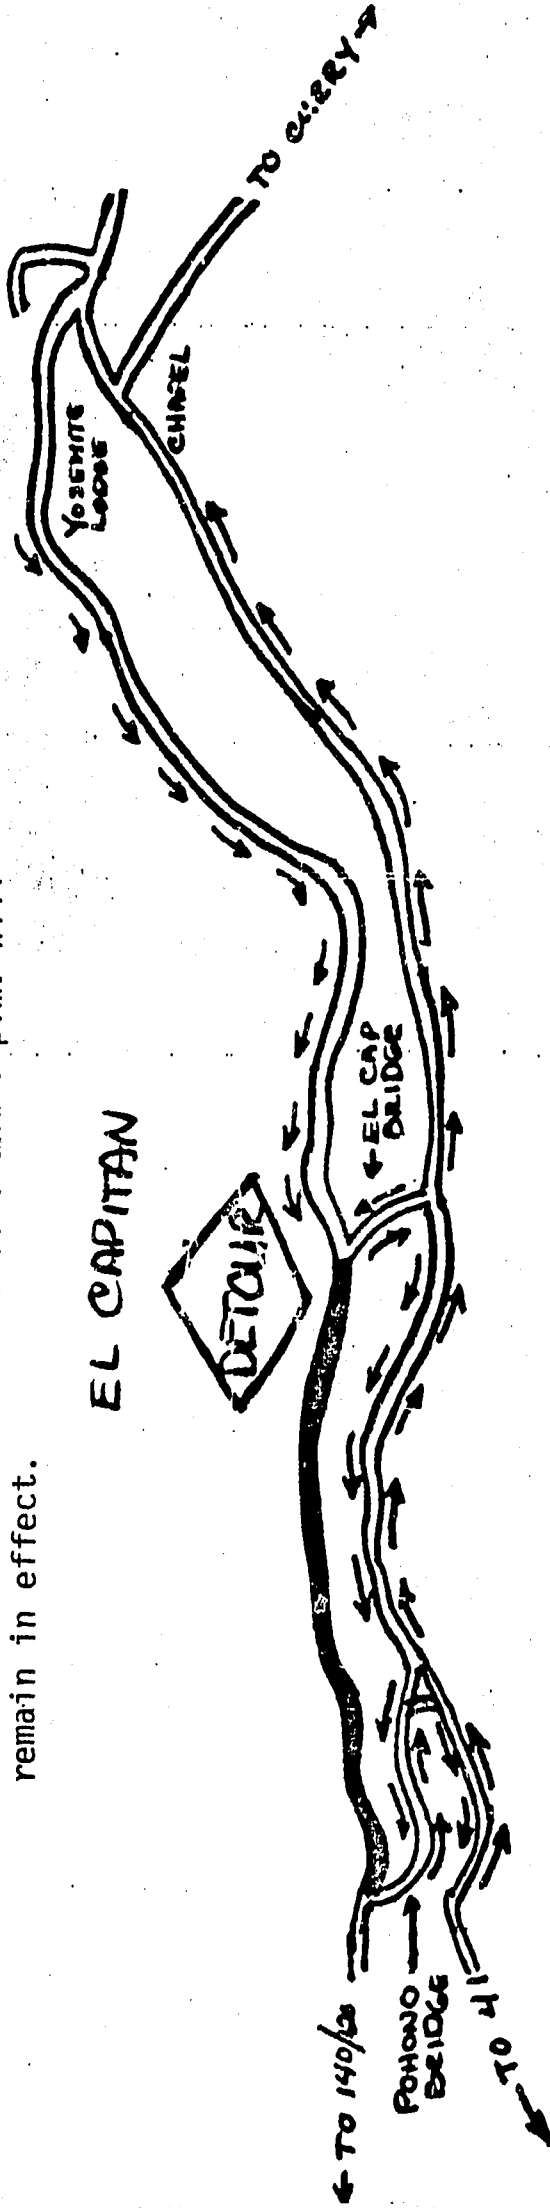 remain in effect.
EL CAPITAN
DETOUR
YOSEMITE
LODGE
CHAPEL
TO CURRY →
← EL CAP
BRIDGE
← TO 140/120
POHONO
BRIDGE
← TO 41